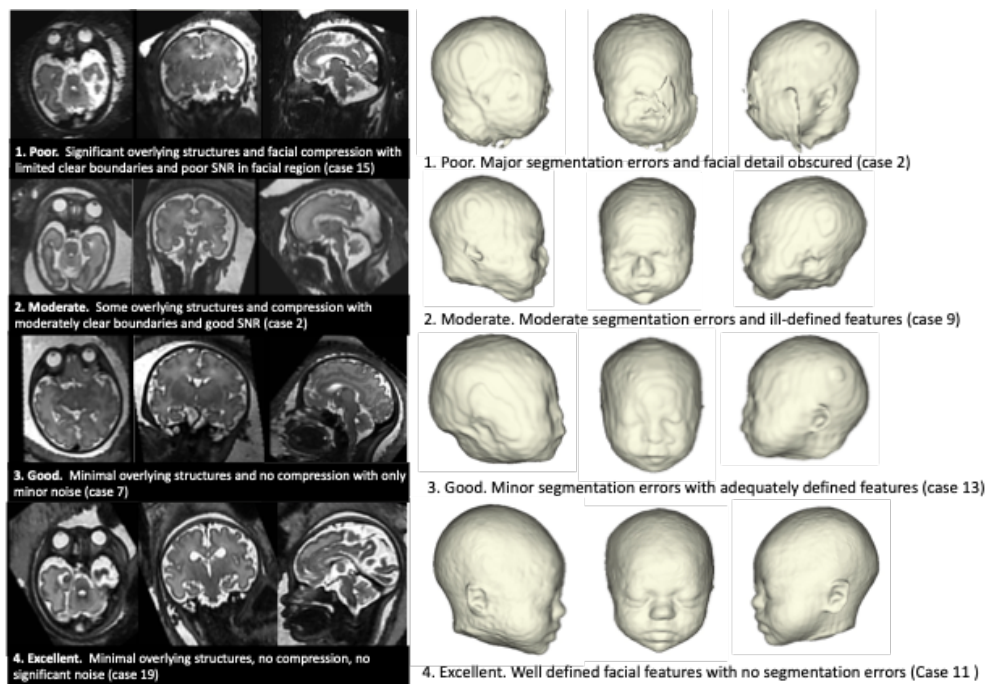 1. Poor. Significant overlying structures and facial compression with
limited clear boundaries and poor SNR in facial region (case 15)
1. Poor. Major segmentation errors and facial detail obscured (case 2)
2. Moderate. Some overlying structures and compression with
moderately clear boundaries and good SNR (case 2)
2. Moderate. Moderate segmentation errors and ill-defined features (case 9)
3. Good. Minimal overlying structures and no compression with only
minor noise (case 7)
3. Good. Minor segmentation errors with adequately defined features (case 13)
4. Excellent. Minimal overlying structures, no compression, no
significant noise (case 19)
4. Excellent. Well defined facial features with no segmentation errors (Case 11 )